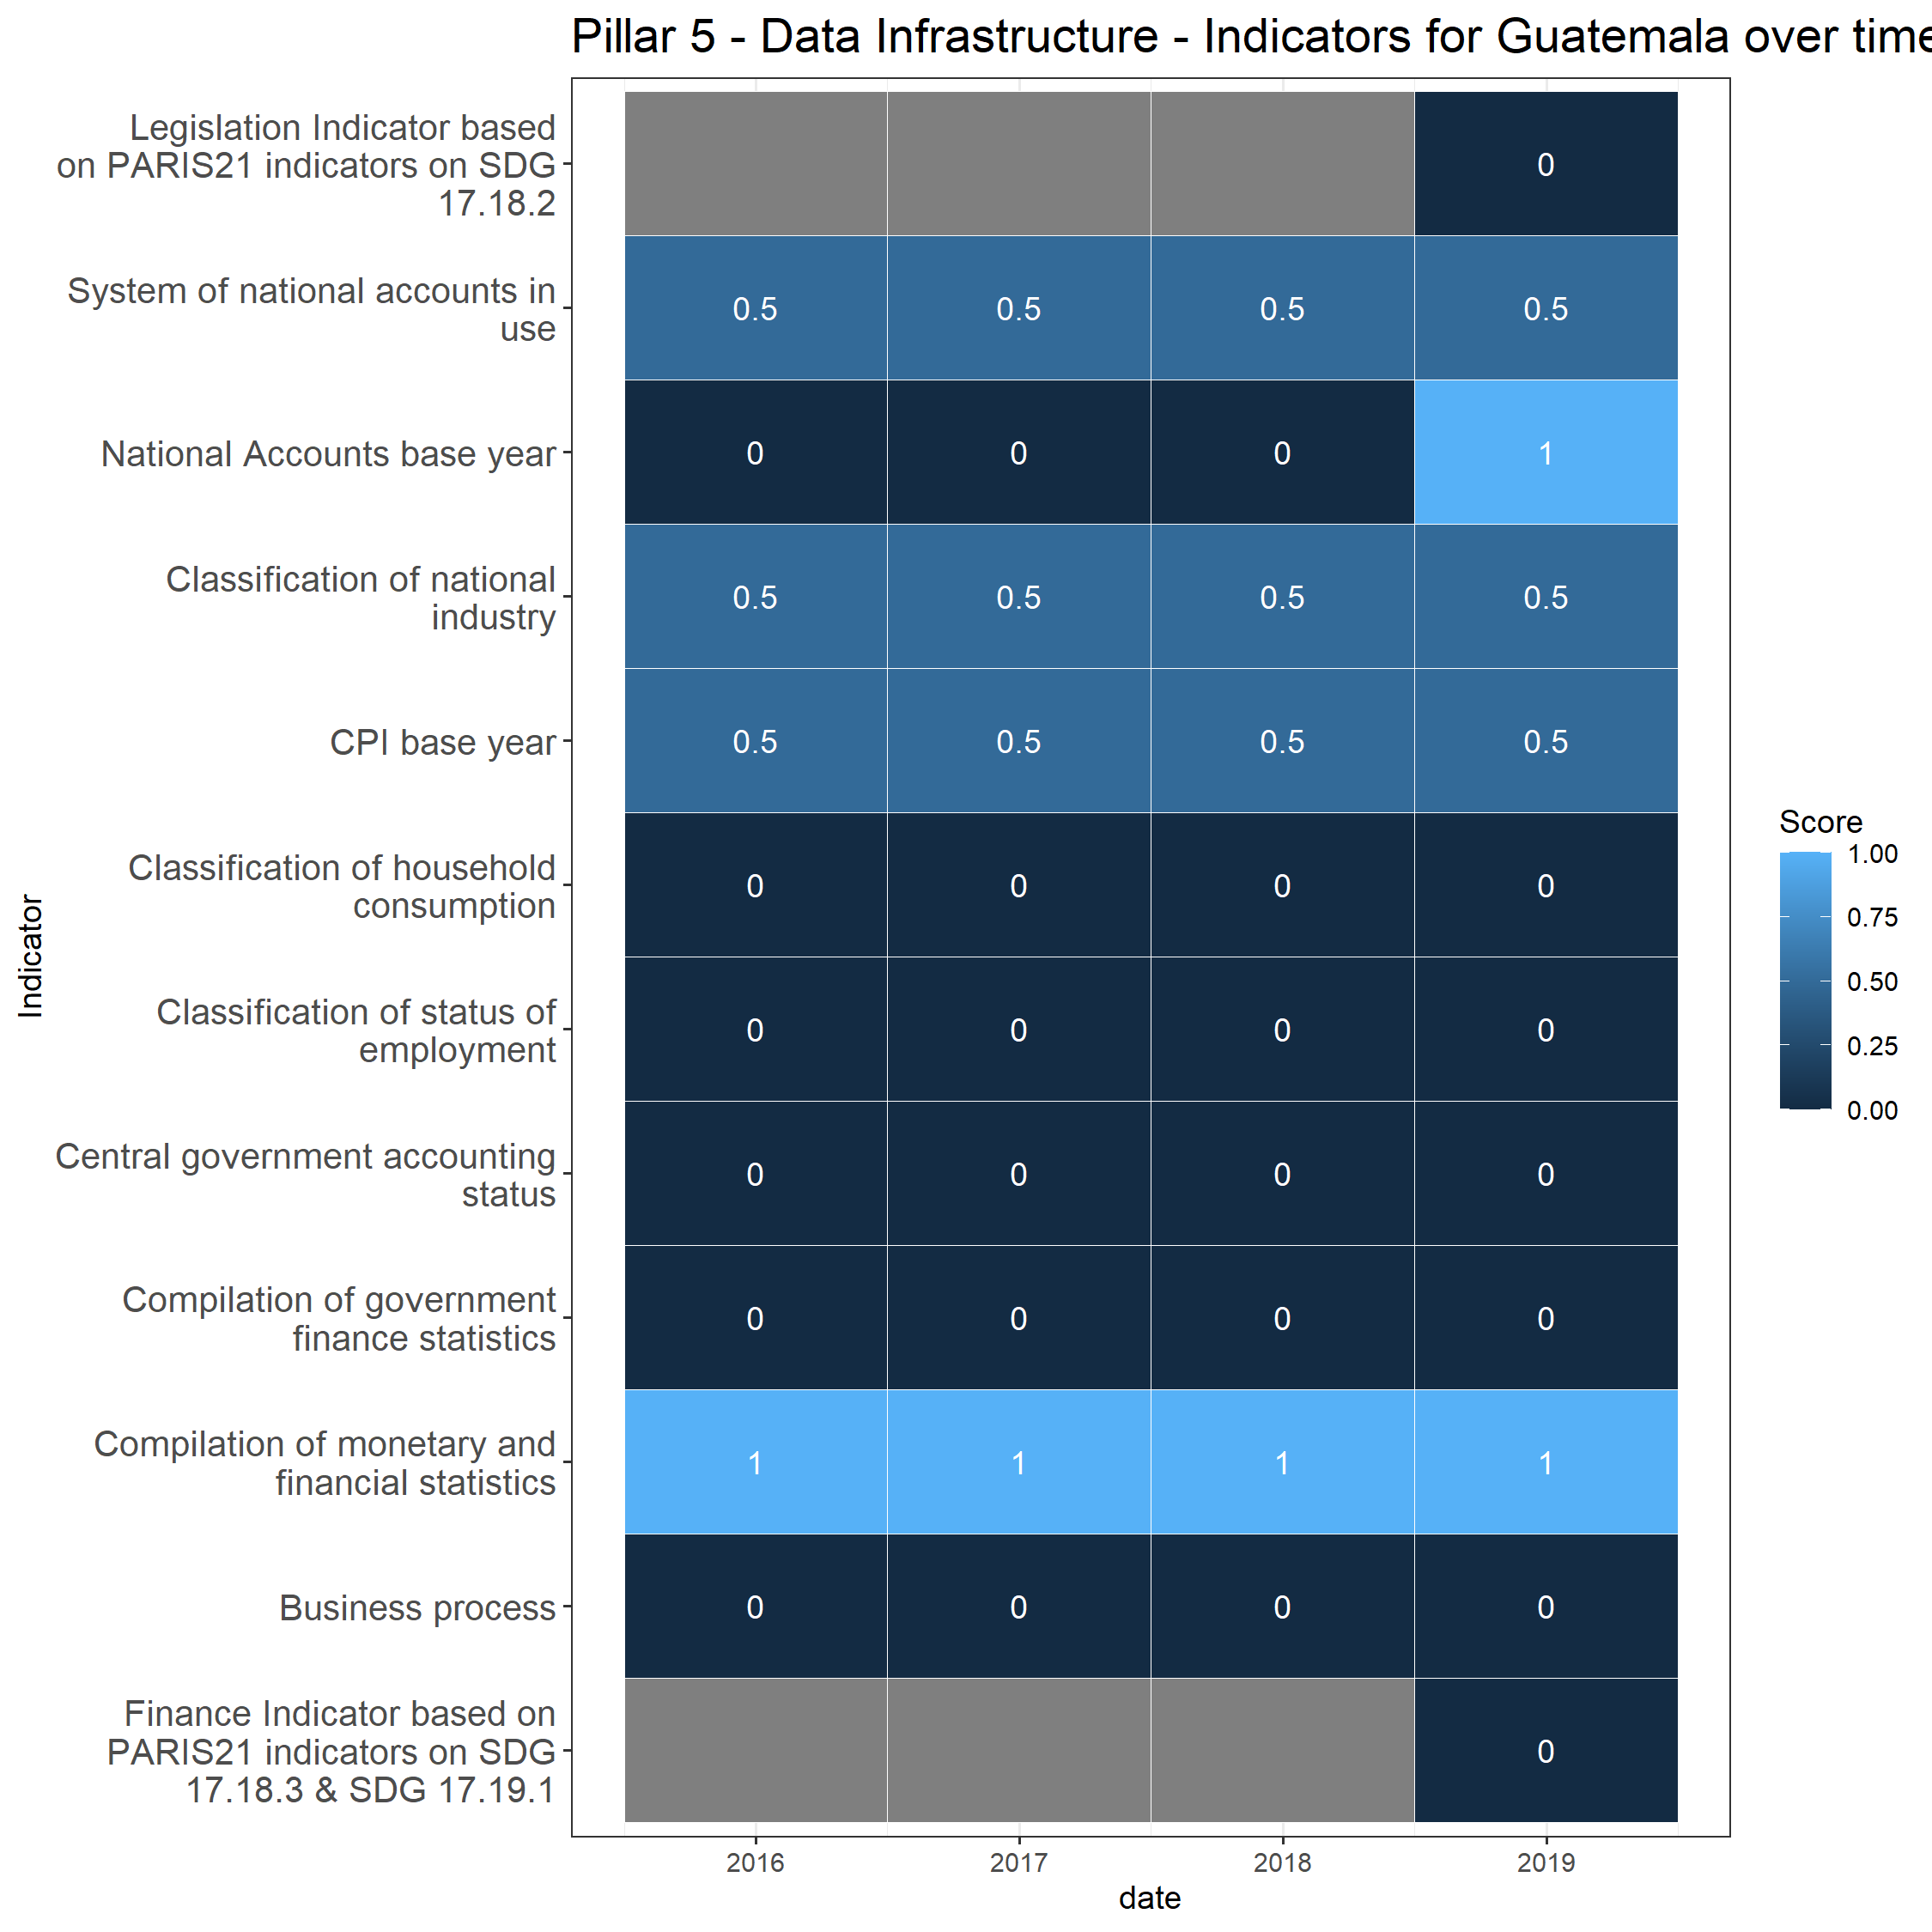 Pillar 5 - Data Infrastructure - Indicators for Guatemala over time
Legislation Indicator based
on PARIS21 indicators on SDG
17.18.2
0
System of national accounts in
use
0.5 0.5 0.5 0.5
National Accounts base year
0 0 0 1
Classification of national
industry
0.5 0.5 0.5 0.5
CPI base year
0.5 0.5 0.5 0.5
Classification of household
consumption
0 0 0 0
Classification of status of
employment
0 0 0 0
Central government accounting
status
0 0 0 0
Compilation of government
finance statistics
0 0 0 0
Compilation of monetary and
financial statistics
1 1 1 1
Business process
0 0 0 0
Finance Indicator based on
PARIS21 indicators on SDG
17.18.3 & SDG 17.19.1
0
Indicator
2016 2017 2018 2019
date
Score
1.00
0.75
0.50
0.25
0.00